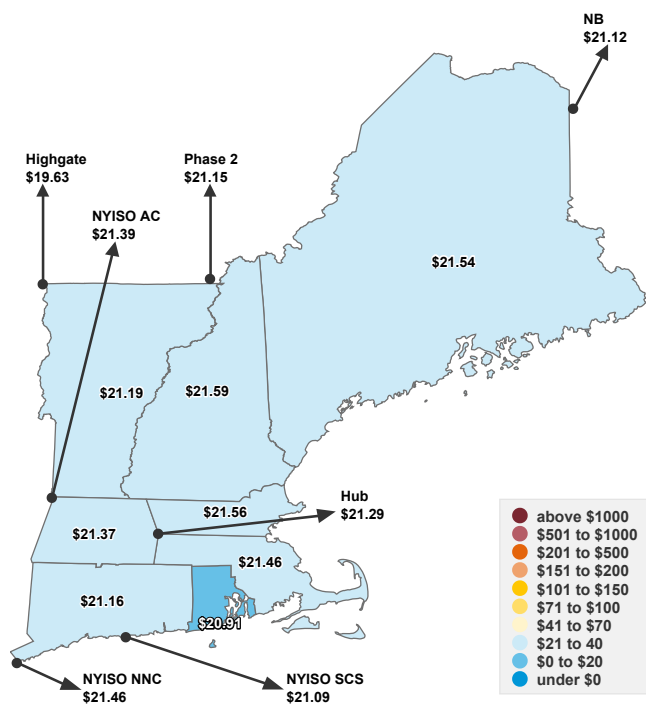 NB
$21.12
Highgate
$19.63
Phase 2
$21.15
NYISO AC
$21.39
$21.54
$21.19
$21.59
Hub
$21.29
$21.56
$21.37
$21.46
$21.16
$20.91
NYISO NNC
$21.46
NYISO SCS
$21.09
above $1000
$501 to $1000
$201 to $500
$151 to $200
$101 to $150
$71 to $100
$41 to $70
$21 to 40
$0 to $20
under $0